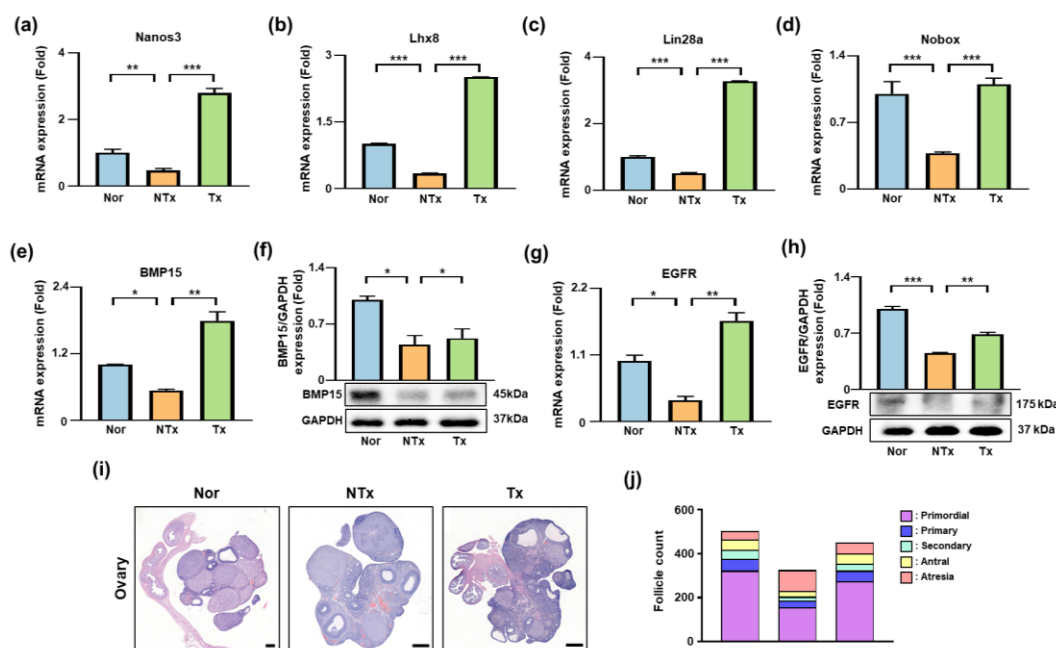 (a)
Nanos3
mRNA expression (Fold)
4
2
0
**
***
Nor
NTx
Tx
(b)
Lhx8
mRNA expression (Fold)
3
1.5
0
***
***
Nor
NTx
Tx
(c)
Lin28a
mRNA expression (Fold)
4
2
0
***
***
Nor
NTx
Tx
(d)
Nobox
mRNA expression (Fold)
1.4
0.7
0
***
***
Nor
NTx
Tx
(e)
BMP15
mRNA expression (Fold)
2.4
1.2
0
*
**
Nor
NTx
Tx
(f)
BMP15/GAPDH
expression (Fold)
1.4
0.7
0
*
*
BMP15
45kDa
GAPDH
37kDa
Nor
NTx
Tx
(g)
EGFR
mRNA expression (Fold)
2.2
1.1
0
*
**
Nor
NTx
Tx
(h)
EGFR/GAPDH
expression (Fold)
1.4
0.7
0
***
**
EGFR
175 kDa
GAPDH
37 kDa
Nor
NTx
Tx
(i)
Nor
NTx
Tx
Ovary
(j)
Follicle count
600
400
200
0
: Primordial
: Primary
: Secondary
: Antral
: Atresia